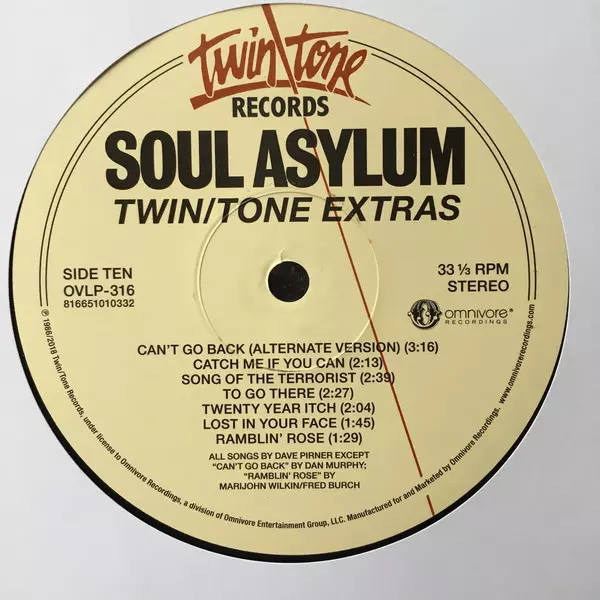 twin/tone
RECORDS
SOUL ASYLUM
TWIN/TONE EXTRAS
SIDE TEN
OVLP-316
816651010332
33 ⅓ RPM
STEREO
omnivore®
RECORDINGS
CAN'T GO BACK (ALTERNATE VERSION) (3:16)
CATCH ME IF YOU CAN (2:13)
SONG OF THE TERRORIST (2:39)
TO GO THERE (2:27)
TWENTY YEAR ITCH (2:04)
LOST IN YOUR FACE (1:45)
RAMBLIN' ROSE (1:29)
ALL SONGS BY DAVE PIRNER EXCEPT
"CAN'T GO BACK" BY DAN MURPHY;
"RAMBLIN' ROSE" BY
MARIJOHN WILKIN/FRED BURCH
℗ 1986/2018 Twin/Tone Records, under license to Omnivore Recordings, a division of Omnivore Entertainment Group, LLC. Manufactured for and Marketed by Omnivore Recordings, www.omnivorerecordings.com